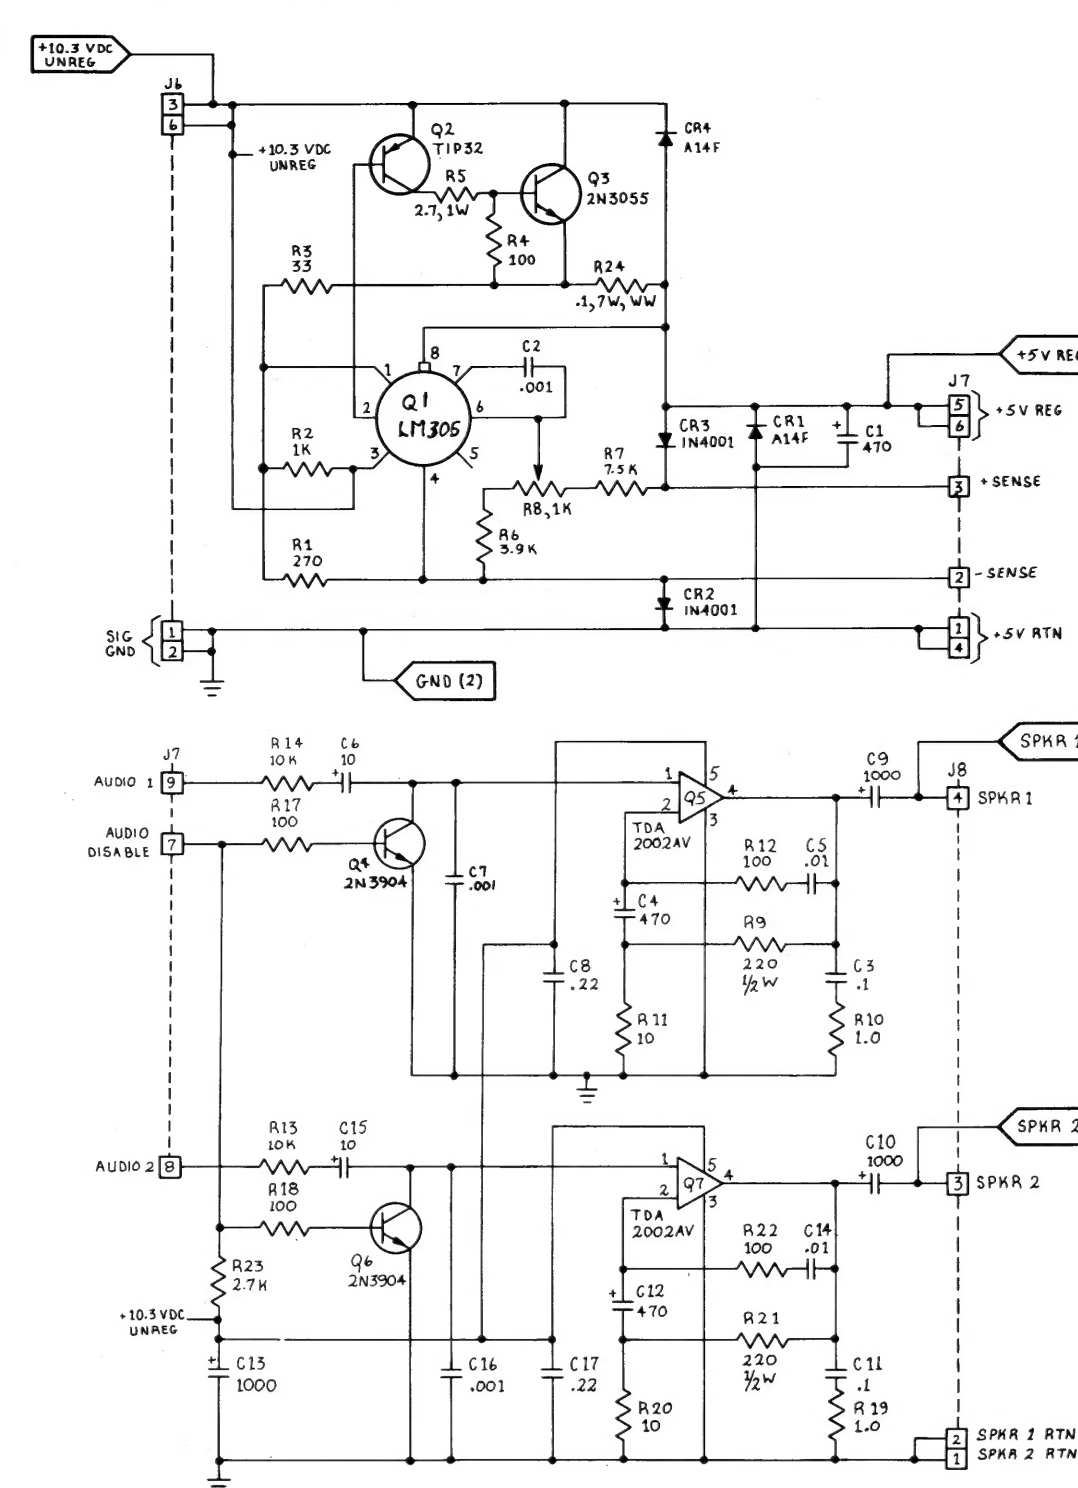 +10.3 VDC
UNREG
J6
3
6
+10.3 VDC
UNREG
Q2
TIP32
R5
2.7, 1W
Q3
2N3055
CR4
A14F
R4
100
R3
33
R24
.1, 7W, WW
8
1
7
C2
.001
2
Q1
LM305
6
3
5
4
R2
1K
R7
7.5K
R8, 1K
R6
3.9K
CR3
IN4001
CR1
A14F
+
C1
470
+5V REG
J7
5
6
+5V REG
3
+ SENSE
R1
270
2
- SENSE
CR2
IN4001
SIG
GND
1
2
1
4
+5V RTN
GND (2)
J7
AUDIO 1
9
R14
10K
C6
10
+
R17
100
AUDIO
DISABLE
7
Q4
2N3904
C7
.001
1
5
Q5
4
2
3
TDA
2002AV
C9
1000
+
SPKR 1
J8
4
SPKR 1
R12
100
C5
.01
+
C4
470
R9
220
1/2 W
C8
.22
C3
.1
R11
10
R10
1.0
AUDIO 2
8
R13
10K
C15
10
+
R18
100
Q6
2N3904
1
5
Q7
4
2
3
TDA
2002AV
C10
1000
+
SPKR 2
3
SPKR 2
R22
100
C14
.01
R23
2.7K
+10.3 VDC
UNREG
+
C12
470
R21
220
1/2 W
+
C13
1000
C16
.001
C17
.22
C11
.1
R20
10
R19
1.0
2
SPKR 1 RTN
1
SPKR 2 RTN